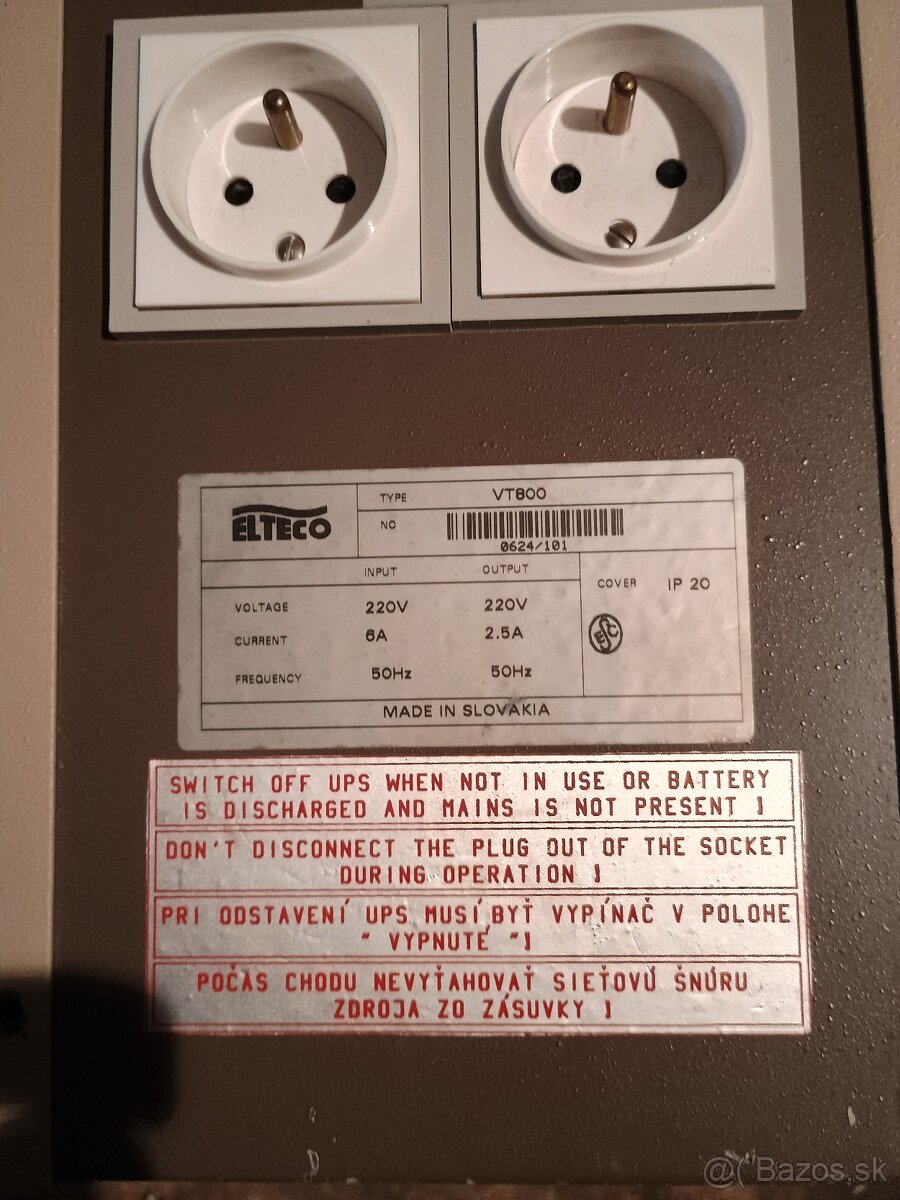 ELTECO
TYPE VT800
NO
0624/101
INPUT OUTPUT
COVER IP 20
VOLTAGE 220V 220V
CURRENT 6A 2.5A
ESC
FREQUENCY 50Hz 50Hz
MADE IN SLOVAKIA
SWITCH OFF UPS WHEN NOT IN USE OR BATTERY
IS DISCHARGED AND MAINS IS NOT PRESENT !
DON'T DISCONNECT THE PLUG OUT OF THE SOCKET
DURING OPERATION !
PRI ODSTAVENÍ UPS MUSÍ BYŤ VYPÍNAČ V POLOHE
" VYPNUTÉ "!
POČAS CHODU NEVYŤAHOVAŤ SIEŤOVÚ ŠNÚRU
ZDROJA ZO ZÁSUVKY !
@( Bazos.sk